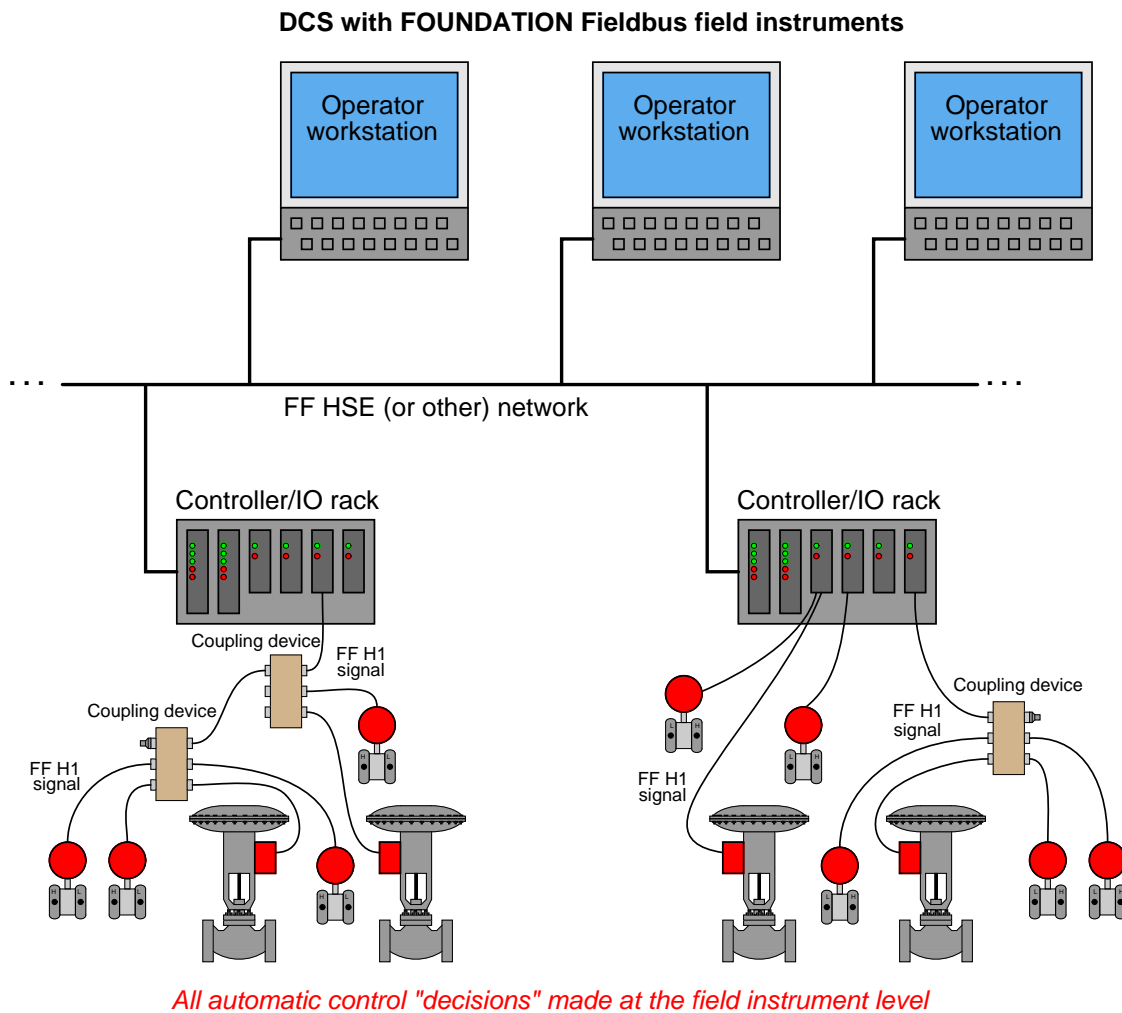 DCS with FOUNDATION Fieldbus field instruments
Operator
workstation
Operator
workstation
Operator
workstation
. . .
. . .
FF HSE (or other) network
Controller/IO rack
Controller/IO rack
Coupling device
FF H1
signal
Coupling device
FF H1
signal
Coupling device
FF H1
signal
FF H1
signal
H L
H L
H L
H L
L H
L H
L H
L H
L H
All automatic control "decisions" made at the field instrument level